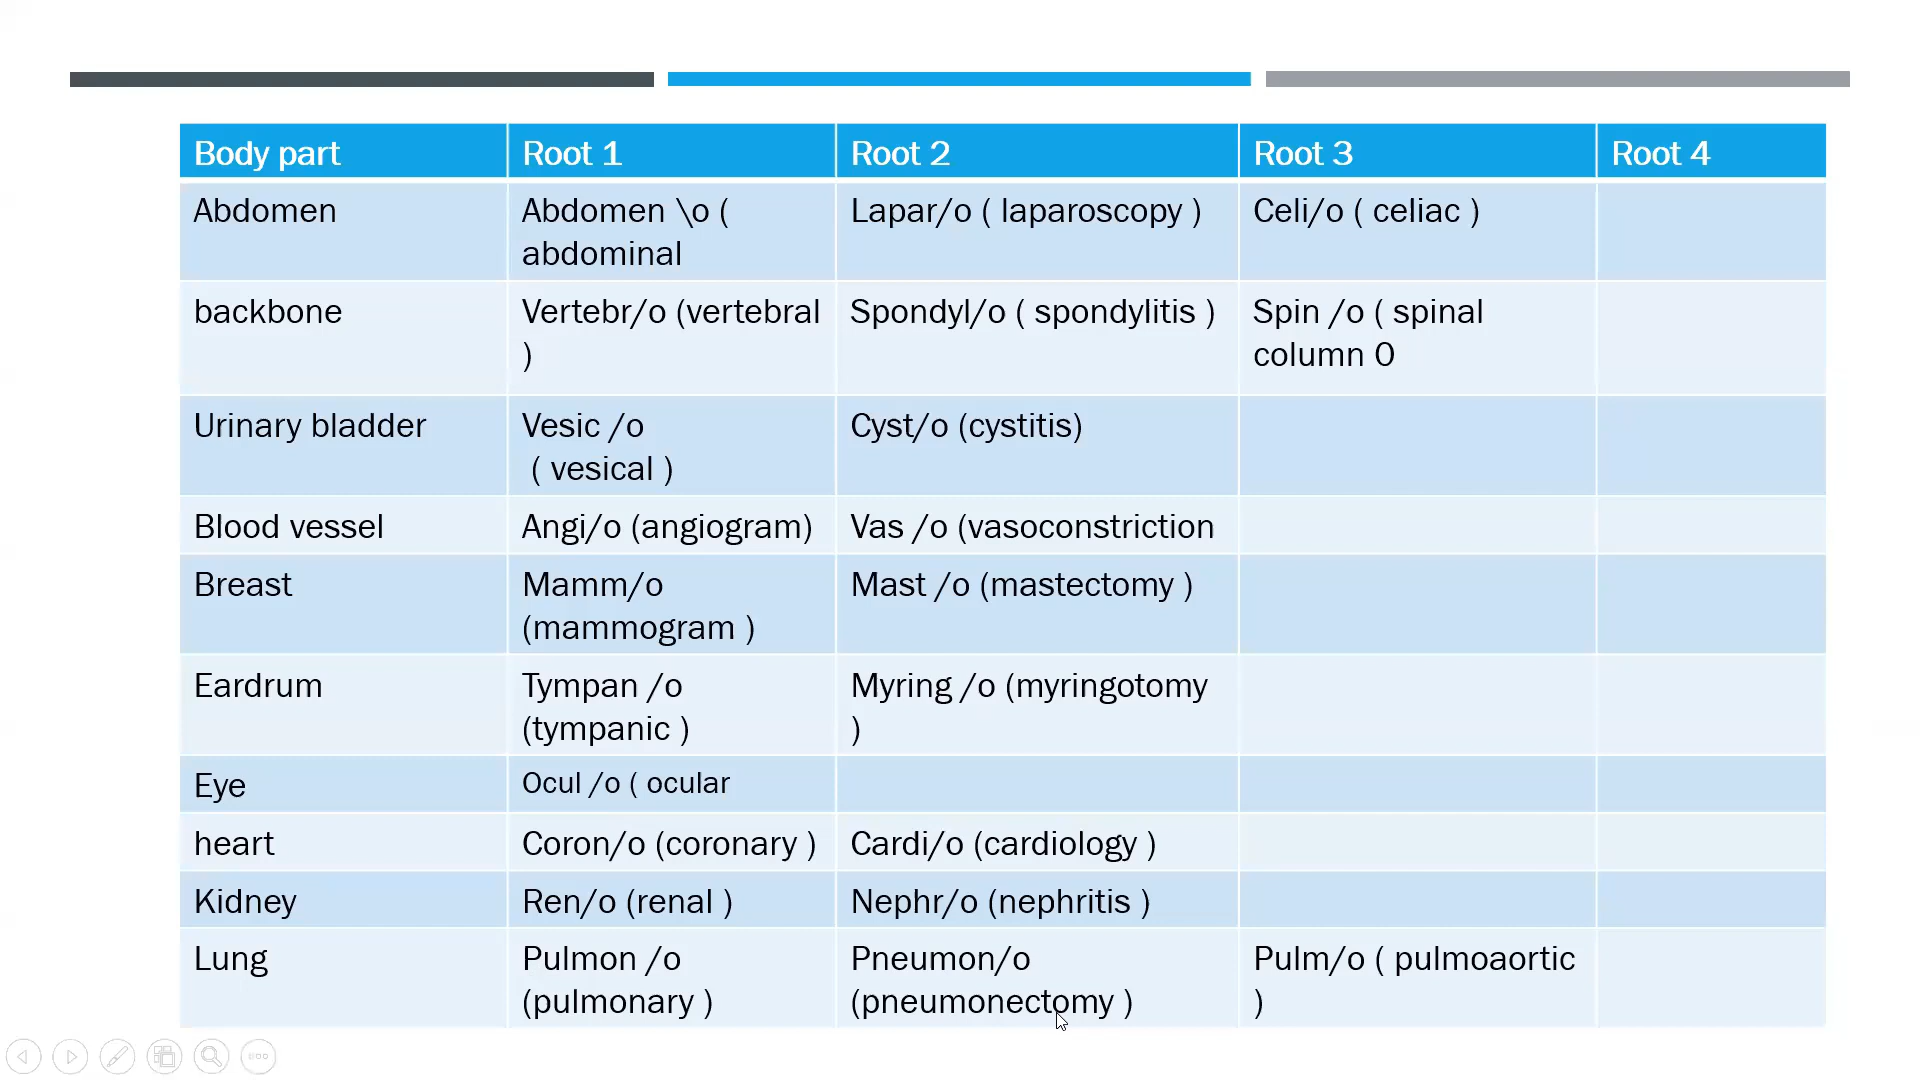 Body part Root 1 Root 2 Root 3 Root 4
Abdomen Abdomen \o ( Lapar/o ( laparoscopy ) Celi/o ( celiac )
abdominal
backbone Vertebr/o (vertebral Spondyl/o ( spondylitis ) Spin /o ( spinal
) column 0
Urinary bladder Vesic /o Cyst/o (cystitis)
( vesical )
Blood vessel Angi/o (angiogram) Vas /o (vasoconstriction
Breast Mamm/o Mast /o (mastectomy )
(mammogram )
Eardrum Tympan /o Myring /o (myringotomy
(tympanic ) )
Eye Ocul /o ( ocular
heart Coron/o (coronary ) Cardi/o (cardiology )
Kidney Ren/o (renal ) Nephr/o (nephritis )
Lung Pulmon /o Pneumon/o Pulm/o ( pulmoaortic
(pulmonary ) (pneumonectomy ) )